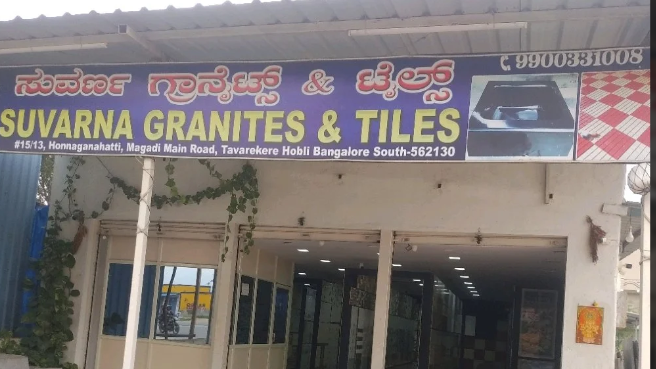 9900331008
ಸುವರ್ಣ ಗ್ರಾನೈಟ್ಸ್ & ಟೈಲ್ಸ್
SUVARNA GRANITES & TILES
#15/13, Honnaganahatti, Magadi Main Road, Tavarekere Hobli Bangalore South-562130